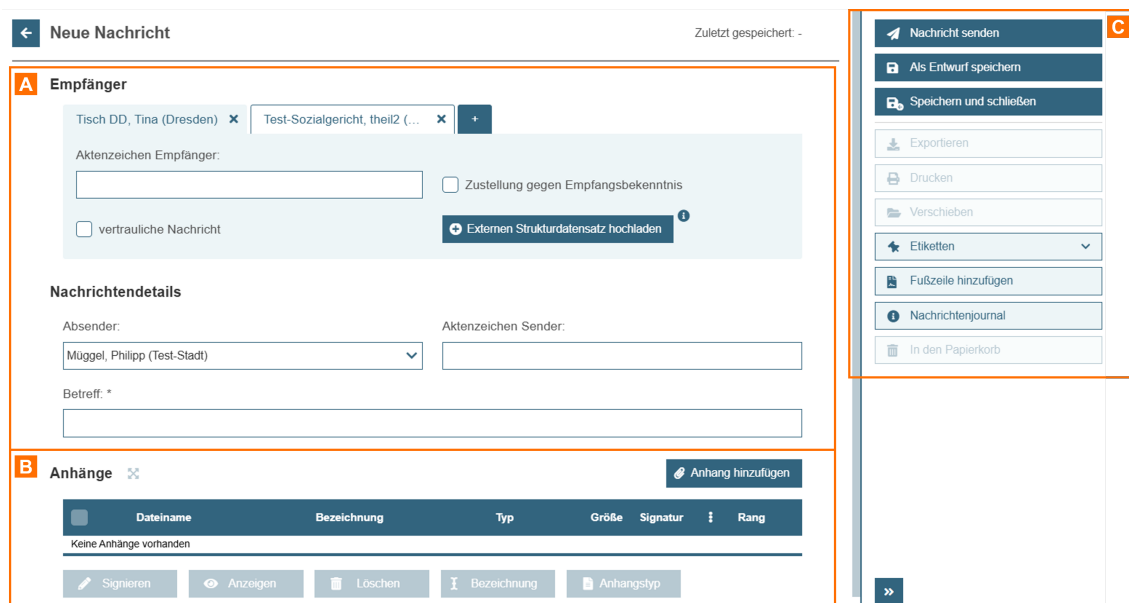 Neue Nachricht
Zuletzt gespeichert: -
A
Empfänger
Tisch DD, Tina (Dresden)
Test-Sozialgericht, theil2 (...
+
Aktenzeichen Empfänger:
Zustellung gegen Empfangsbekenntnis
vertrauliche Nachricht
Externen Strukturdatensatz hochladen
Nachrichtendetails
Absender:
Aktenzeichen Sender:
Müggel, Philipp (Test-Stadt)
Betreff: *
B
Anhänge
Anhang hinzufügen
Dateiname Bezeichnung Typ Größe Signatur Rang
Keine Anhänge vorhanden
Signieren
Anzeigen
Löschen
Bezeichnung
Anhangstyp
C
Nachricht senden
Als Entwurf speichern
Speichern und schließen
Exportieren
Drucken
Verschieben
Etiketten
Fußzeile hinzufügen
Nachrichtenjournal
In den Papierkorb